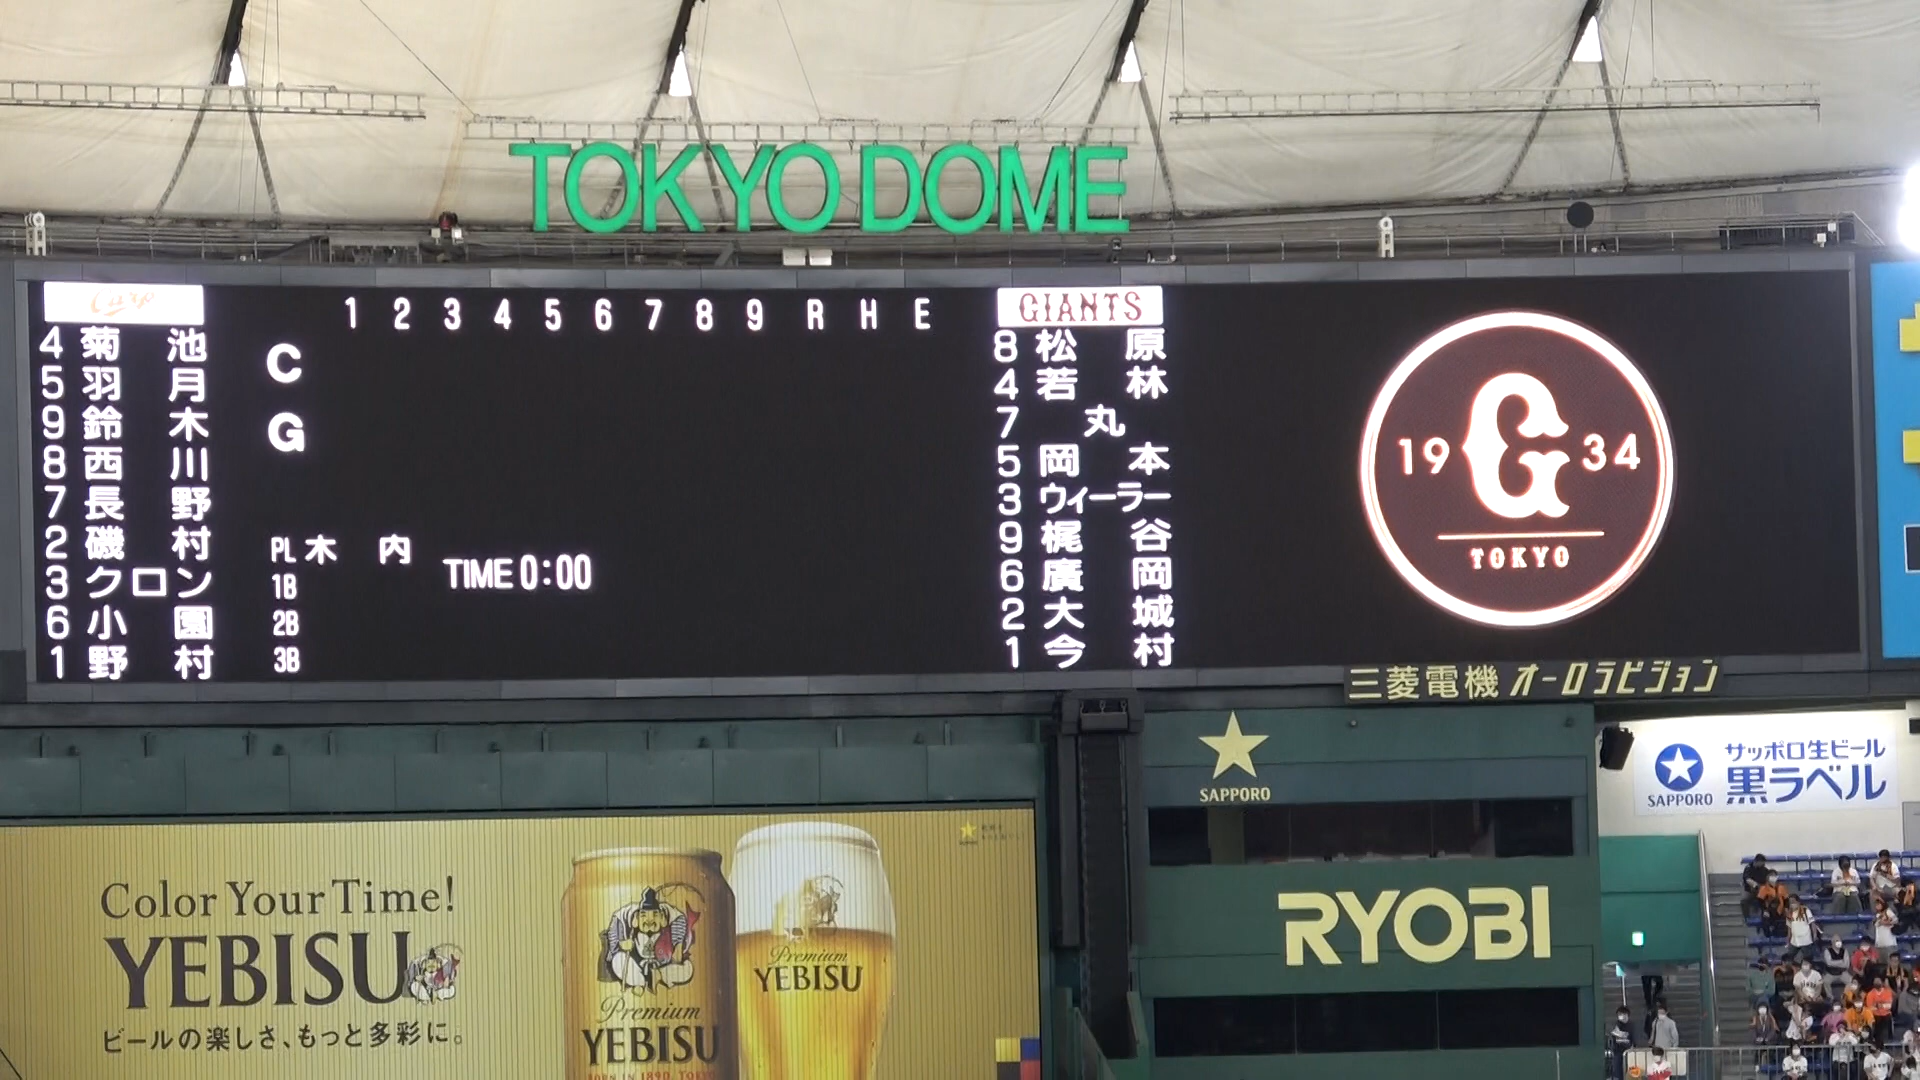 TOKYO DOME
Carp
4 菊池
5 羽月
9 鈴木
8 西川
7 長野
2 磯村
3 クロン
6 小園
1 野村
1 2 3 4 5 6 7 8 9 R H E
C
G
PL 木内
1B
2B
3B
TIME 0:00
GIANTS
8 松原
4 若林
7 丸
5 岡本
3 ウィーラー
9 梶谷
6 廣岡
2 大城
1 今村
19 G 34
TOKYO
三菱電機 オーロラビジョン
SAPPORO
RYOBI
SAPPORO
サッポロ生ビール
黒ラベル
Color Your Time!
YEBISU
ビールの楽しさ、もっと多彩に。
Premium
YEBISU
BORN IN 1890, TOKYO
Premium
YEBISU